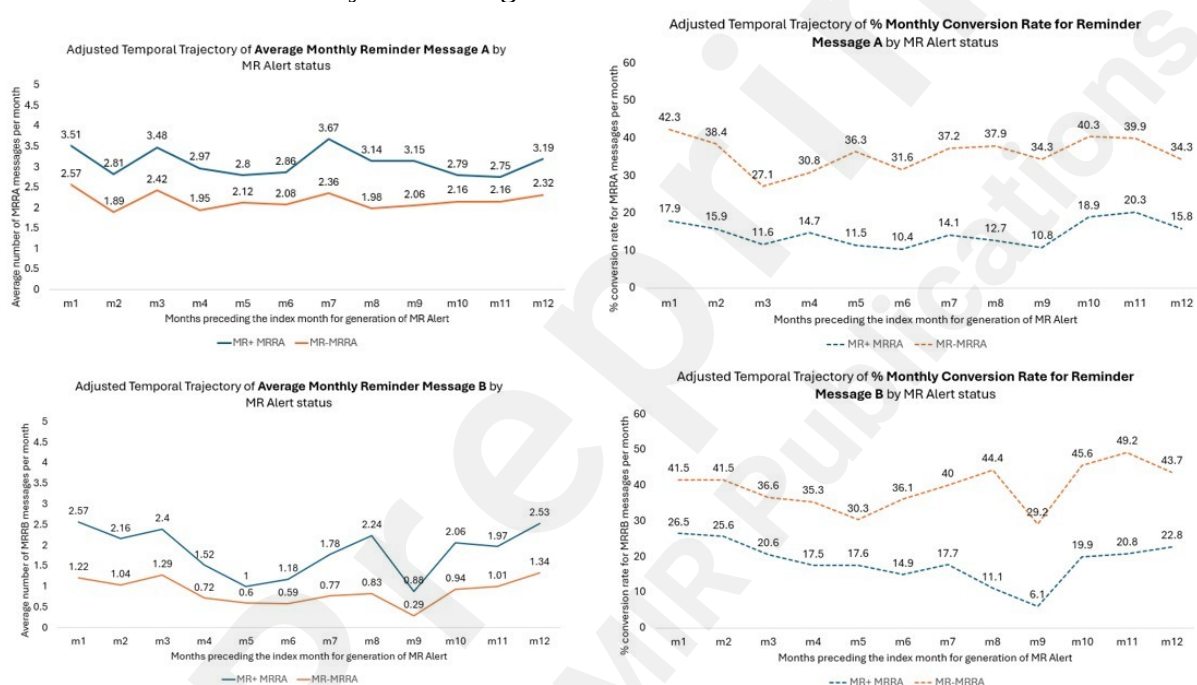 Adjusted Temporal Trajectory of Average Monthly Reminder Message A by
MR Alert status
Average number of MRRA messages per month
5
4.5
4
3.5
3
2.5
2
1.5
1
0.5
0
3.51 2.81 3.48 2.97 2.8 2.86 3.67 3.14 3.15 2.79 2.75 3.19
2.57 1.89 2.42 1.95 2.12 2.08 2.36 1.98 2.06 2.16 2.16 2.32
m1 m2 m3 m4 m5 m6 m7 m8 m9 m10 m11 m12
Months preceding the index month for generation of MR Alert
MR+ MRRA MR-MRRA
Adjusted Temporal Trajectory of % Monthly Conversion Rate for Reminder
Message A by MR Alert status
% conversion rate for MRRA messages per month
60
50
40
30
20
10
0
42.3 38.4 27.1 30.8 36.3 31.6 37.2 37.9 34.3 40.3 39.9 34.3
17.9 15.9 11.6 14.7 11.5 10.4 14.1 12.7 10.8 18.9 20.3 15.8
m1 m2 m3 m4 m5 m6 m7 m8 m9 m10 m11 m12
Months preceding the index month for generation of MR Alert
MR+ MRRA MR-MRRA
Adjusted Temporal Trajectory of Average Monthly Reminder Message B by
MR Alert status
Average number of MRRB messages per month
5
4.5
4
3.5
3
2.5
2
1.5
1
0.5
0
2.57 2.16 2.4 1.52 1 1.18 1.78 2.24 0.88 2.06 1.97 2.53
1.22 1.04 1.29 0.72 0.6 0.59 0.77 0.83 0.29 0.94 1.01 1.34
m1 m2 m3 m4 m5 m6 m7 m8 m9 m10 m11 m12
Months preceding the index month for generation of MR Alert
MR+ MRRA MR-MRRA
Adjusted Temporal Trajectory of % Monthly Conversion Rate for Reminder
Message B by MR Alert status
% conversion rate for MRRB messages per month
60
50
40
30
20
10
0
41.5 41.5 36.6 35.3 30.3 36.1 40 44.4 29.2 45.6 49.2 43.7
26.5 25.6 20.6 17.5 17.6 14.9 17.7 11.1 6.1 19.9 20.8 22.8
m1 m2 m3 m4 m5 m6 m7 m8 m9 m10 m11 m12
Months preceding the index month for generation of MR Alert
MR+ MRRA MR-MRRA
Preprin
MR Publications